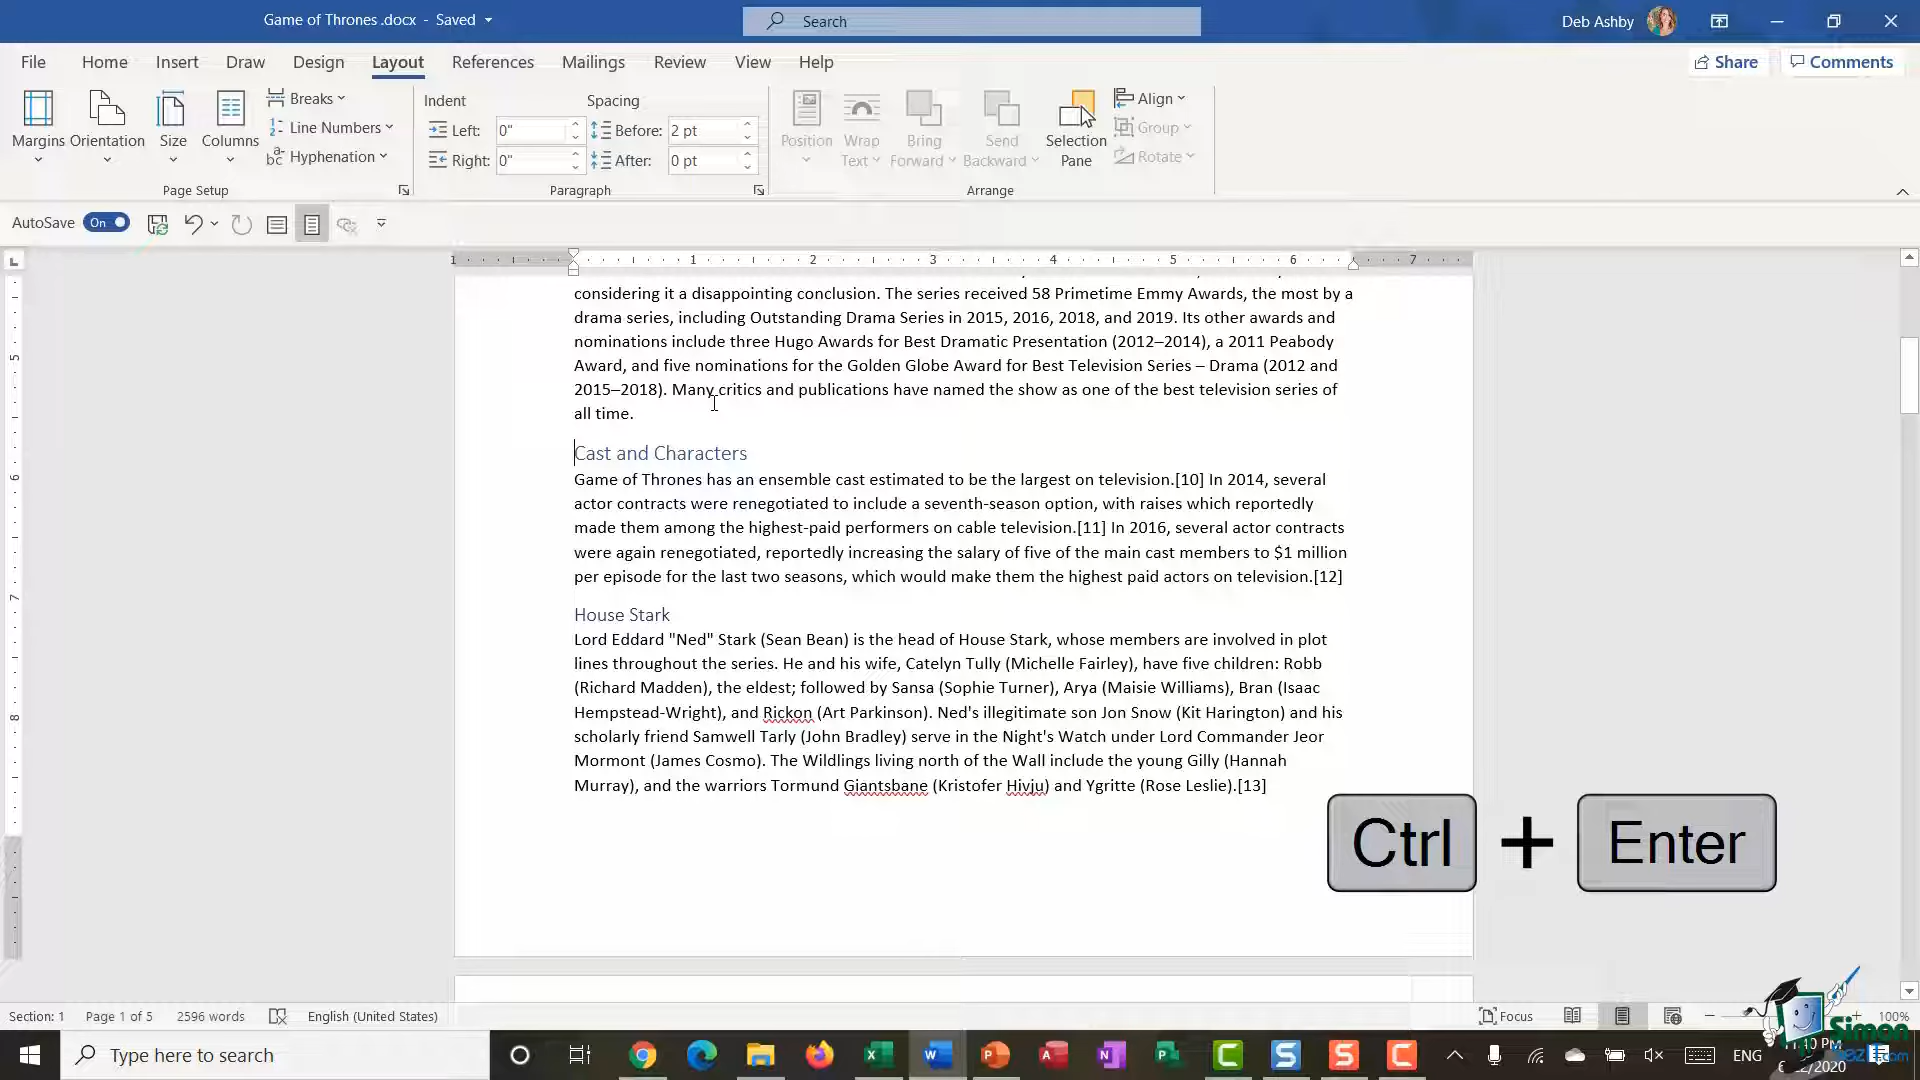 Game of Thrones .docx - Saved
Search
Deb Ashby
File Home Insert Draw Design Layout References Mailings Review View Help
Share Comments
Margins Orientation Size Columns
Breaks
Line Numbers
Hyphenation
Page Setup
Indent Spacing
Left: 0" Before: 2 pt
Right: 0" After: 0 pt
Paragraph
Position
Wrap Text
Bring Forward
Send Backward
Selection Pane
Align
Group
Rotate
Arrange
AutoSave On
1 1 2 3 4 5 6 7
considering it a disappointing conclusion. The series received 58 Primetime Emmy Awards, the most by a
drama series, including Outstanding Drama Series in 2015, 2016, 2018, and 2019. Its other awards and
nominations include three Hugo Awards for Best Dramatic Presentation (2012–2014), a 2011 Peabody
Award, and five nominations for the Golden Globe Award for Best Television Series – Drama (2012 and
2015–2018). Many critics and publications have named the show as one of the best television series of
all time.
Cast and Characters
Game of Thrones has an ensemble cast estimated to be the largest on television.[10] In 2014, several
actor contracts were renegotiated to include a seventh-season option, with raises which reportedly
made them among the highest-paid performers on cable television.[11] In 2016, several actor contracts
were again renegotiated, reportedly increasing the salary of five of the main cast members to $1 million
per episode for the last two seasons, which would make them the highest paid actors on television.[12]
House Stark
Lord Eddard "Ned" Stark (Sean Bean) is the head of House Stark, whose members are involved in plot
lines throughout the series. He and his wife, Catelyn Tully (Michelle Fairley), have five children: Robb
(Richard Madden), the eldest; followed by Sansa (Sophie Turner), Arya (Maisie Williams), Bran (Isaac
Hempstead-Wright), and Rickon (Art Parkinson). Ned's illegitimate son Jon Snow (Kit Harington) and his
scholarly friend Samwell Tarly (John Bradley) serve in the Night's Watch under Lord Commander Jeor
Mormont (James Cosmo). The Wildlings living north of the Wall include the young Gilly (Hannah
Murray), and the warriors Tormund Giantsbane (Kristofer Hivju) and Ygritte (Rose Leslie).[13]
5
6
7
8
Ctrl + Enter
Section: 1 Page 1 of 5 2596 words English (United States)
Focus 100%
Type here to search
ENG